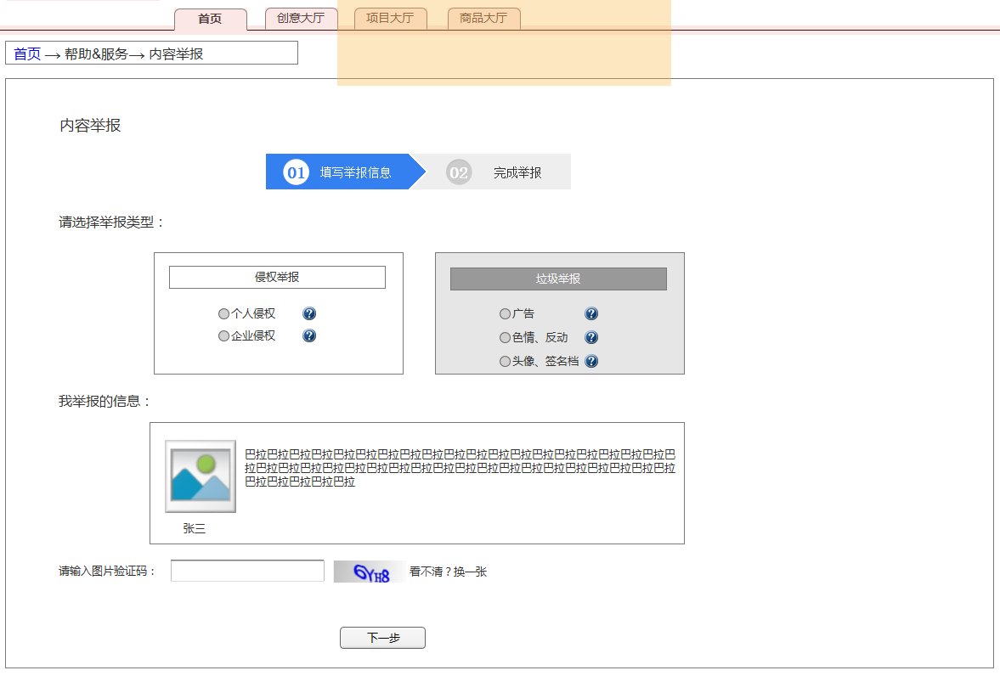 首页 创意大厅 项目大厅 商品大厅
首页 —> 帮助&服务—> 内容举报
内容举报
01 填写举报信息 02 完成举报
请选择举报类型：
侵权举报
个人侵权
企业侵权
垃圾举报
广告
色情、反动
头像、签名档
我举报的信息：
巴拉巴拉巴拉巴拉巴拉巴拉巴拉巴拉巴拉巴拉巴拉巴拉巴拉巴拉巴拉巴拉巴拉巴拉巴拉巴
拉巴拉巴拉巴拉巴拉巴拉巴拉巴拉巴拉巴拉巴拉巴拉巴拉巴拉巴拉巴拉巴拉巴拉巴拉巴拉
巴拉巴拉巴拉巴拉巴拉
张三
请输入图片验证码： 6YH8 看不清？换一张
下一步